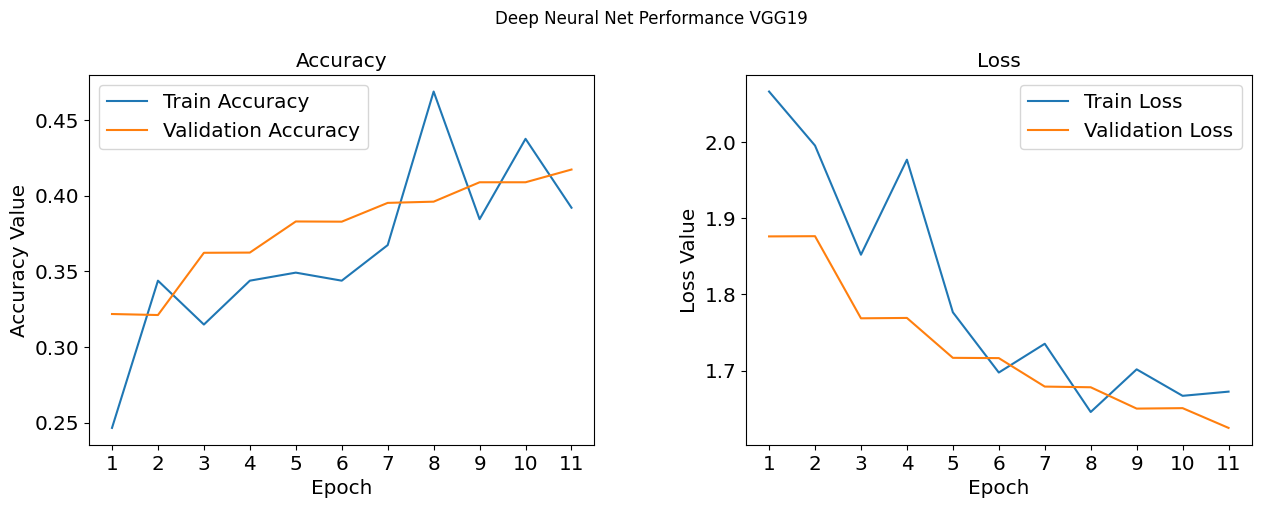 Deep Neural Net Performance VGG19
Accuracy
Train Accuracy
Validation Accuracy
Accuracy Value
0.45
0.40
0.35
0.30
0.25
1 2 3 4 5 6 7 8 9 10 11
Epoch
Loss
Train Loss
Validation Loss
Loss Value
2.0
1.9
1.8
1.7
1 2 3 4 5 6 7 8 9 10 11
Epoch